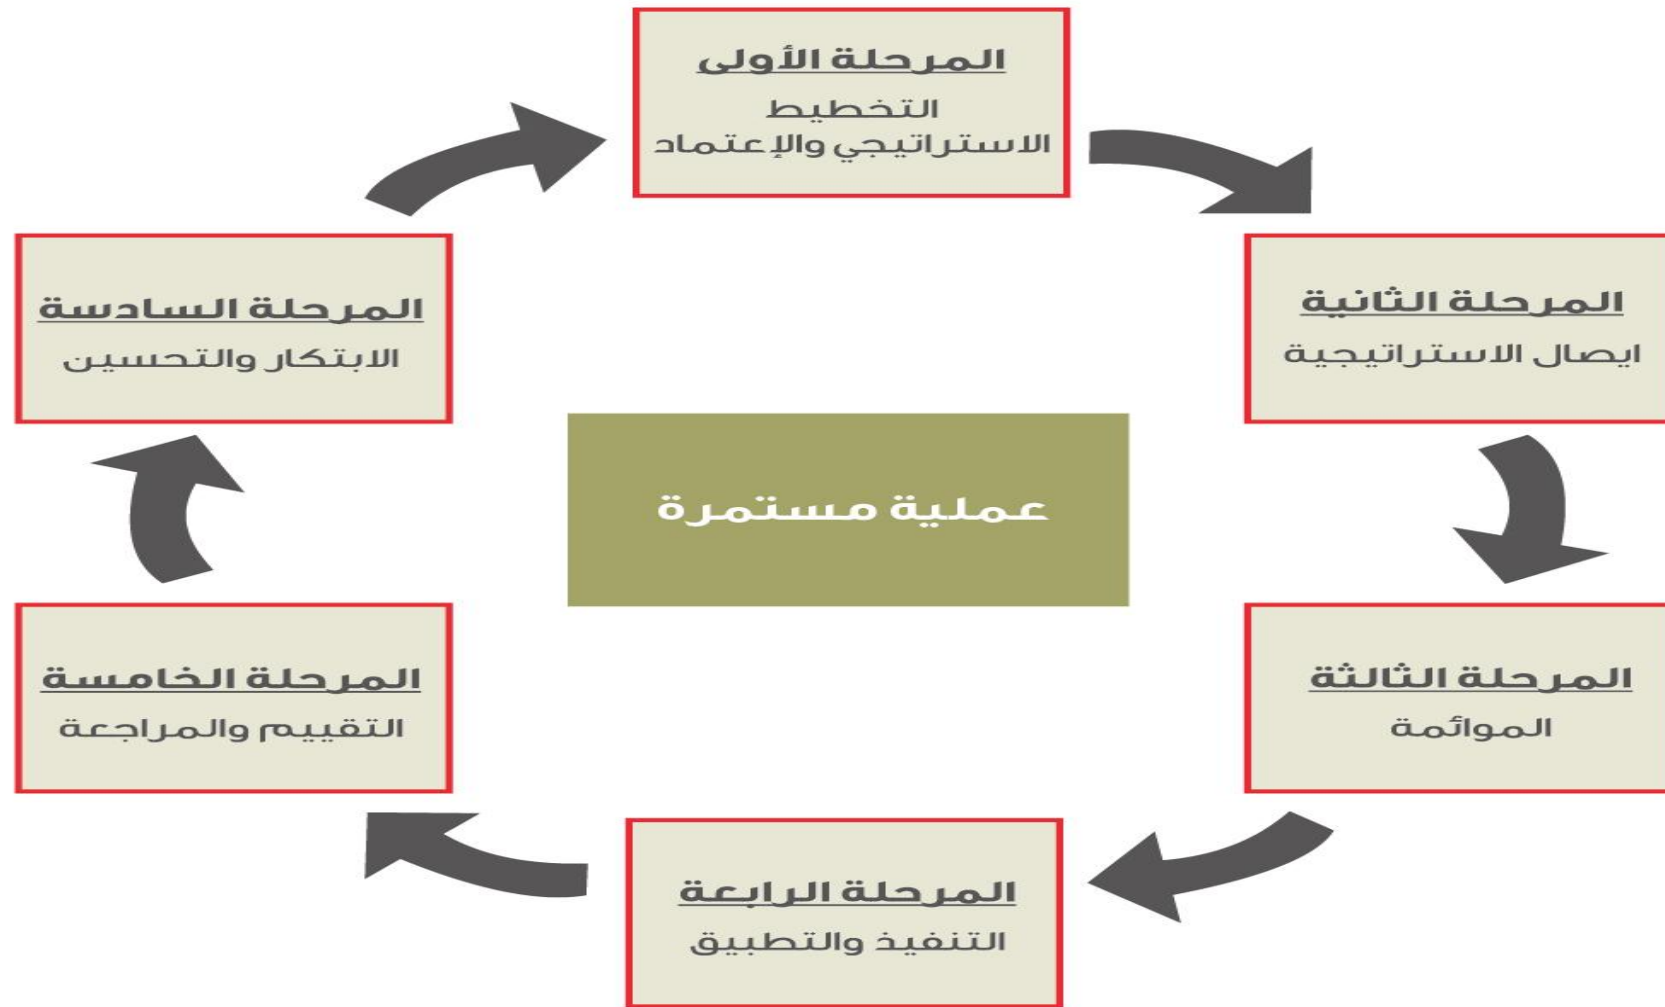 المرحلة الأولى
التخطيط
الاستراتيجي والإعتماد
المرحلة الثانية
ايصال الاستراتيجية
المرحلة الثالثة
الموائمة
المرحلة الرابعة
التنفيذ والتطبيق
المرحلة الخامسة
التقييم والمراجعة
المرحلة السادسة
الابتكار والتحسين
عملية مستمرة